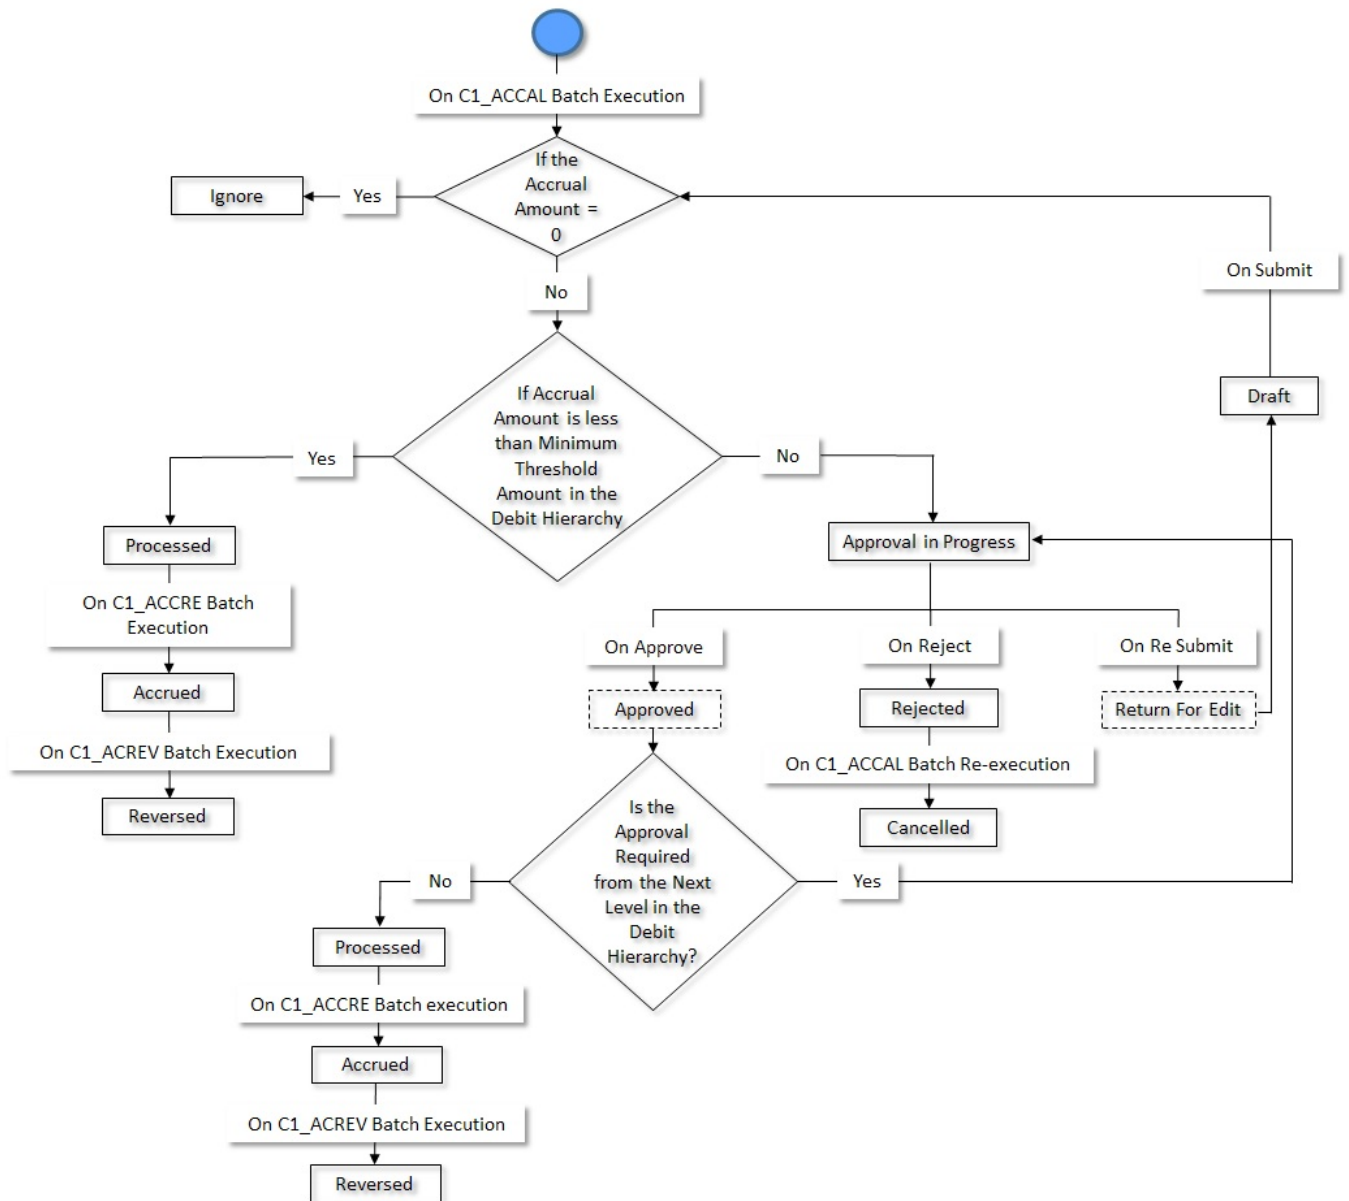 On C1_ACCAL Batch Execution
If the
Accrual
Amount =
0
Yes
Ignore
No
On Submit
Draft
If Accrual
Amount is less
than Minimum
Threshold
Amount in the
Debit Hierarchy
Yes
No
Processed
On C1_ACCRE Batch
Execution
Accrued
On C1_ACREV Batch Execution
Reversed
Approval in Progress
On Approve
On Reject
On Re Submit
Approved
Rejected
Return For Edit
On C1_ACCAL Batch Re-execution
Cancelled
Is the
Approval
Required
from the Next
Level in the
Debit
Hierarchy?
No
Yes
Processed
On C1_ACCRE Batch execution
Accrued
On C1_ACREV Batch Execution
Reversed